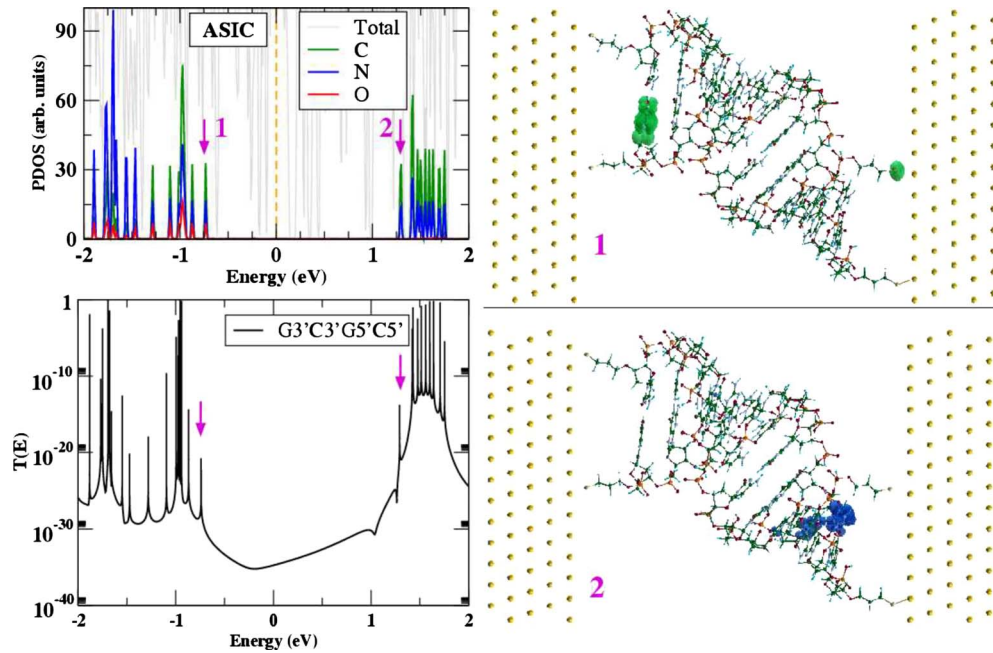 90
60
30
0
PDOS (arb. units)
ASIC
Total
C
N
O
1
2
-2
-1
0
1
2
Energy (eV)
1
10^-10
10^-20
10^-30
10^-40
T(E)
G3'C3'G5'C5'
-2
-1
0
1
2
Energy (eV)
1
2